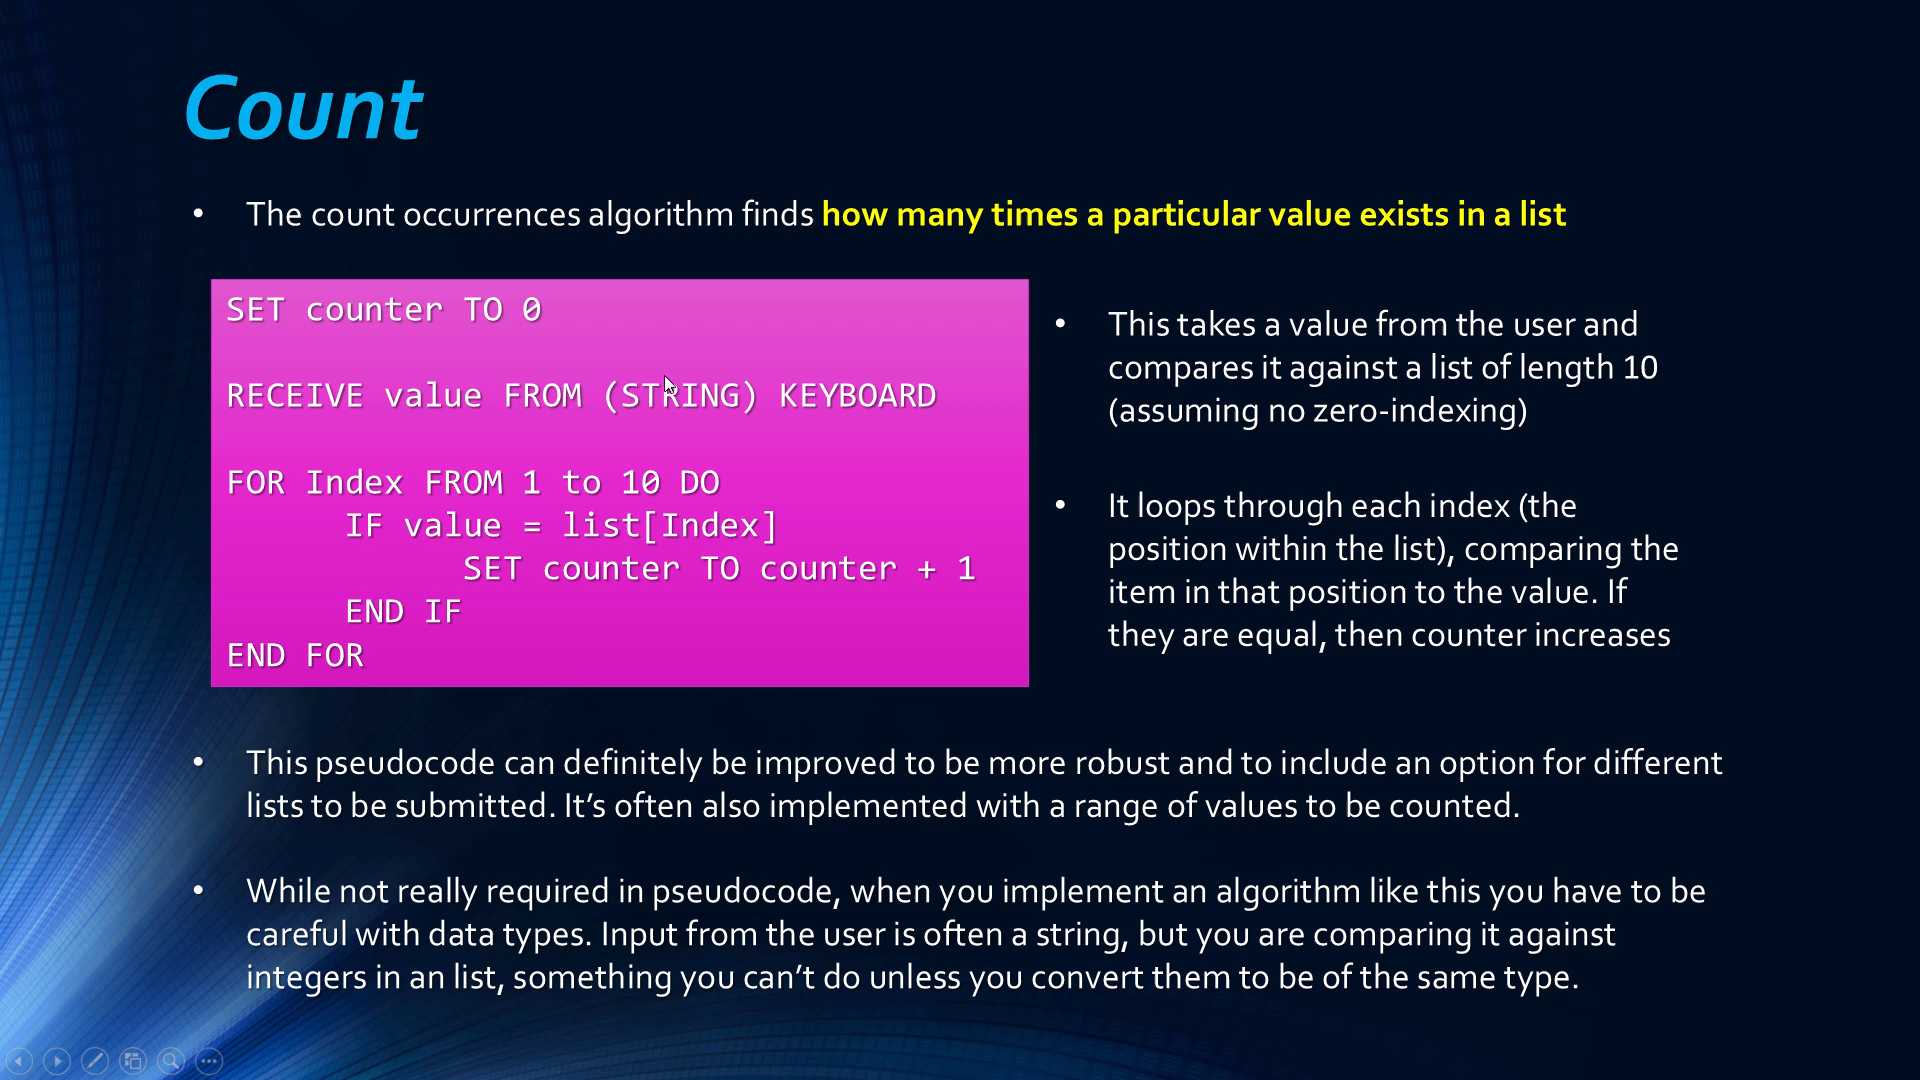 Count
• The count occurrences algorithm finds how many times a particular value exists in a list
SET counter TO 0
RECEIVE value FROM (STRING) KEYBOARD
FOR Index FROM 1 to 10 DO
IF value = list[Index]
SET counter TO counter + 1
END IF
END FOR
• This takes a value from the user and
compares it against a list of length 10
(assuming no zero-indexing)
• It loops through each index (the
position within the list), comparing the
item in that position to the value. If
they are equal, then counter increases
• This pseudocode can definitely be improved to be more robust and to include an option for different
lists to be submitted. It’s often also implemented with a range of values to be counted.
• While not really required in pseudocode, when you implement an algorithm like this you have to be
careful with data types. Input from the user is often a string, but you are comparing it against
integers in an list, something you can’t do unless you convert them to be of the same type.